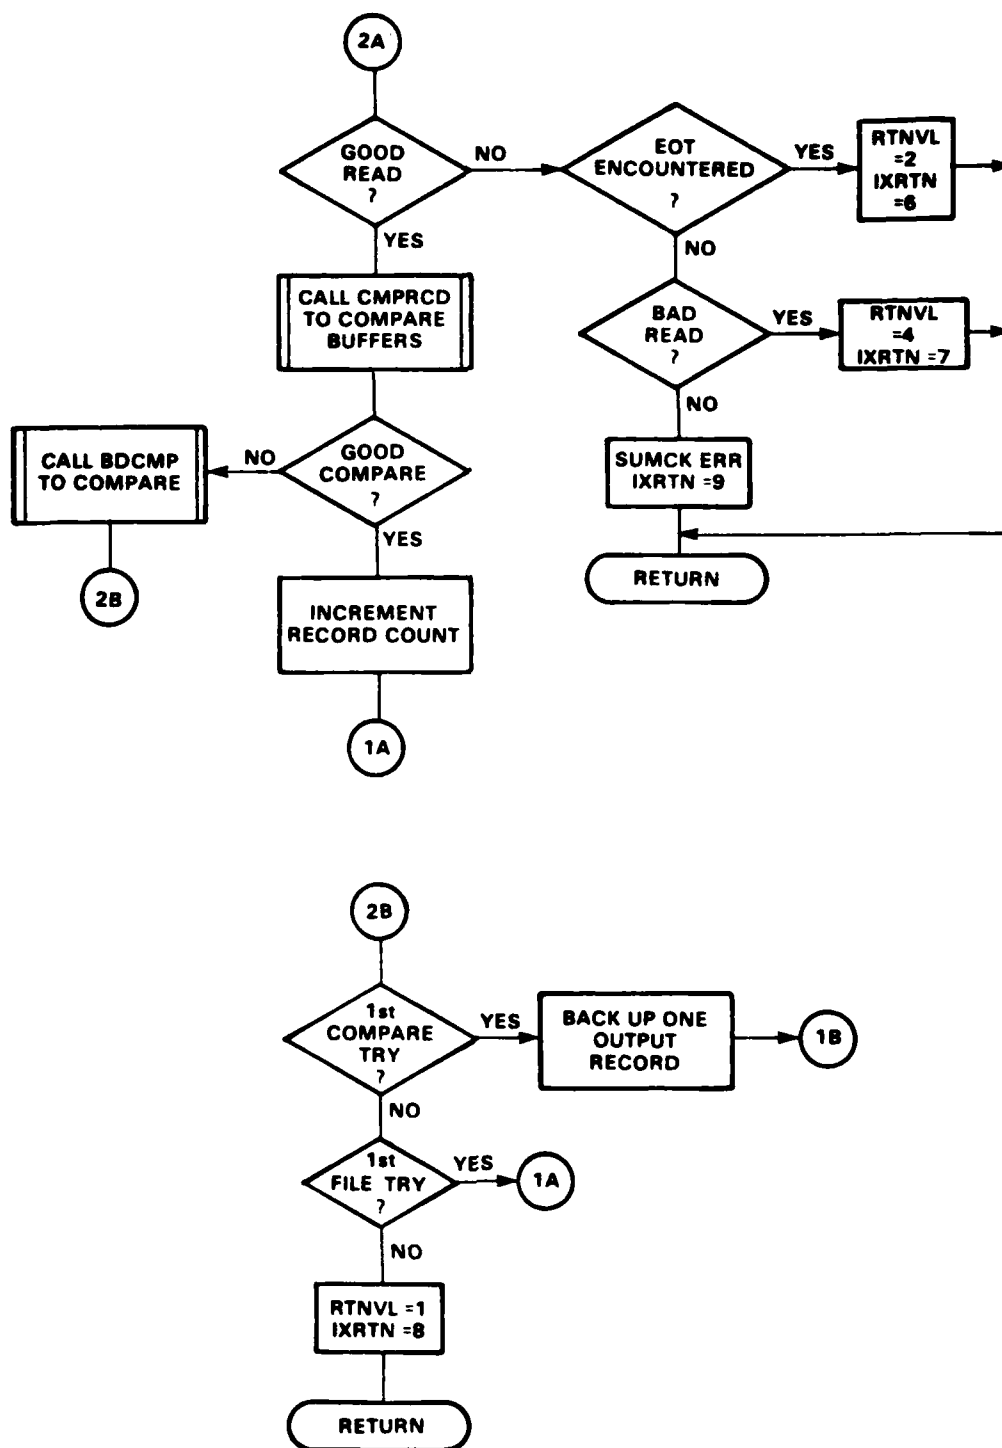 2A
GOOD
READ
?
NO
EOT
ENCOUNTERED
?
YES
RTNVL
=2
IXRTN
=6
YES
NO
CALL CMPRCD
TO COMPARE
BUFFERS
BAD
READ
?
YES
RTNVL
=4
IXRTN =7
NO
CALL BDCMP
TO COMPARE
NO
GOOD
COMPARE
?
SUMCK ERR
IXRTN =9
YES
RETURN
2B
INCREMENT
RECORD COUNT
1A
2B
1st
COMPARE
TRY
?
YES
BACK UP ONE
OUTPUT
RECORD
1B
NO
1st
FILE TRY
?
YES
1A
NO
RTNVL =1
IXRTN =8
RETURN